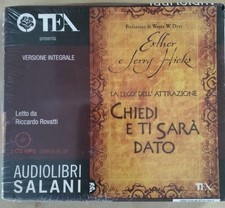 TEA
presenta
VERSIONE INTEGRALE
Letto da
Riccardo Rovatti
AUDIOLIBRI
SALANI
Prefazione di Wayne W. Dyer
Esther
e Jerry Hicks
LA LEGGE DELL'ATTRAZIONE
CHIEDI
E TI SARÀ
DATO
TEA